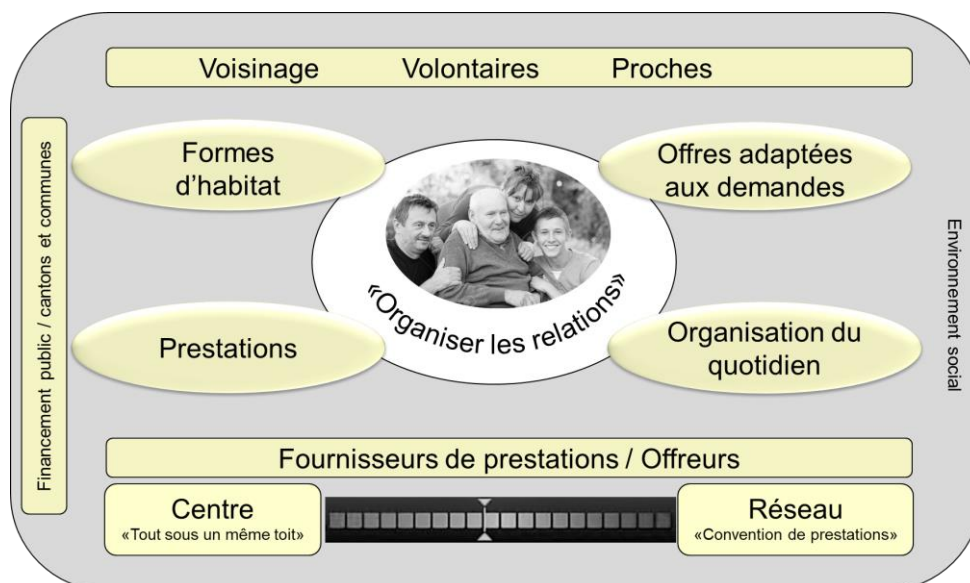 Voisinage Volontaires Proches
Financement public / cantons et communes
Formes
d’habitat
Offres adaptées
aux demandes
«Organiser les relations»
Prestations
Organisation du
quotidien
Environnement social
Fournisseurs de prestations / Offreurs
Centre
«Tout sous un même toit»
Réseau
«Convention de prestations»